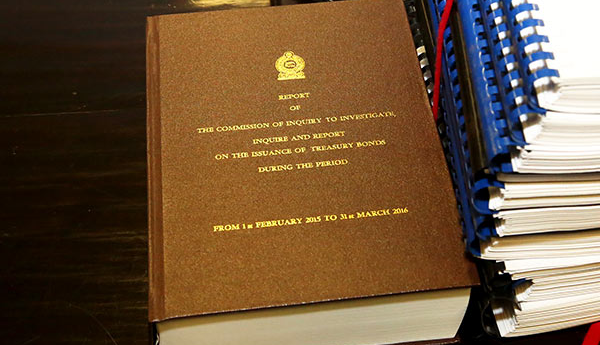 REPORT
OF
THE COMMISSION OF INQUIRY TO INVESTIGATE,
INQUIRE AND REPORT
ON THE ISSUANCE OF TREASURY BONDS
DURING THE PERIOD
FROM 1st FEBRUARY 2015 TO 31st MARCH 2016